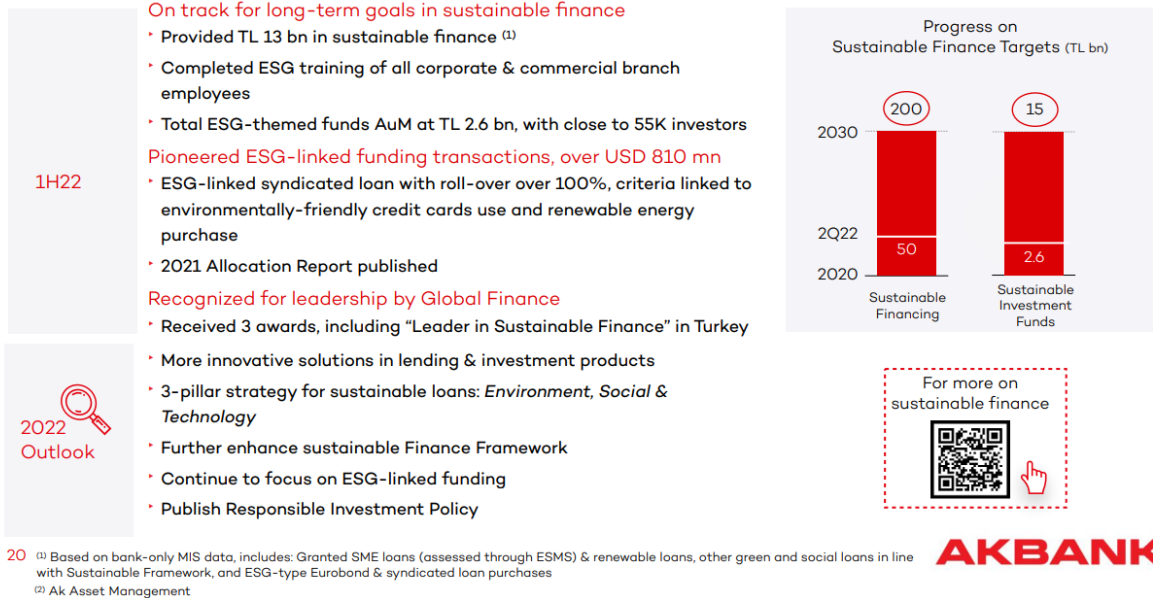 On track for long-term goals in sustainable finance
‣ Provided TL 13 bn in sustainable finance (1)
‣ Completed ESG training of all corporate & commercial branch
employees
‣ Total ESG-themed funds AuM at TL 2.6 bn, with close to 55K investors
Pioneered ESG-linked funding transactions, over USD 810 mn
1H22
‣ ESG-linked syndicated loan with roll-over over 100%, criteria linked to
environmentally-friendly credit cards use and renewable energy
purchase
‣ 2021 Allocation Report published
Recognized for leadership by Global Finance
‣ Received 3 awards, including “Leader in Sustainable Finance” in Turkey
2022
Outlook
‣ More innovative solutions in lending & investment products
‣ 3-pillar strategy for sustainable loans: Environment, Social &
Technology
‣ Further enhance sustainable Finance Framework
‣ Continue to focus on ESG-linked funding
‣ Publish Responsible Investment Policy
Progress on
Sustainable Finance Targets (TL bn)
200
15
2030
2Q22
50
2.6
2020
Sustainable
Financing
Sustainable
Investment
Funds
For more on
sustainable finance
20
(1) Based on bank-only MIS data, includes: Granted SME loans (assessed through ESMS) & renewable loans, other green and social loans in line
with Sustainable Framework, and ESG-type Eurobond & syndicated loan purchases
(2) Ak Asset Management
AKBANK